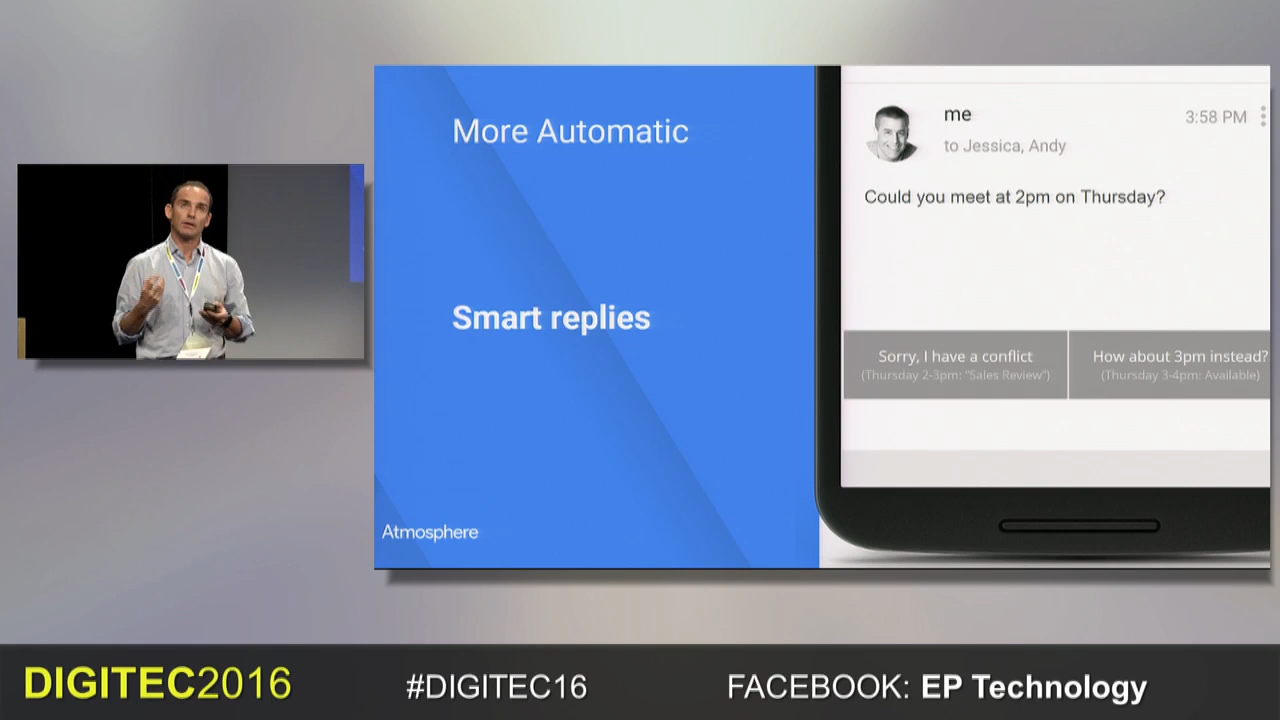 More Automatic
Smart replies
Atmosphere
me
3:58 PM
to Jessica, Andy
Could you meet at 2pm on Thursday?
Sorry, I have a conflict
(Thursday 2-3pm: "Sales Review")
How about 3pm instead?
(Thursday 3-4pm: Available)
DIGITEC2016
#DIGITEC16
FACEBOOK: EP Technology